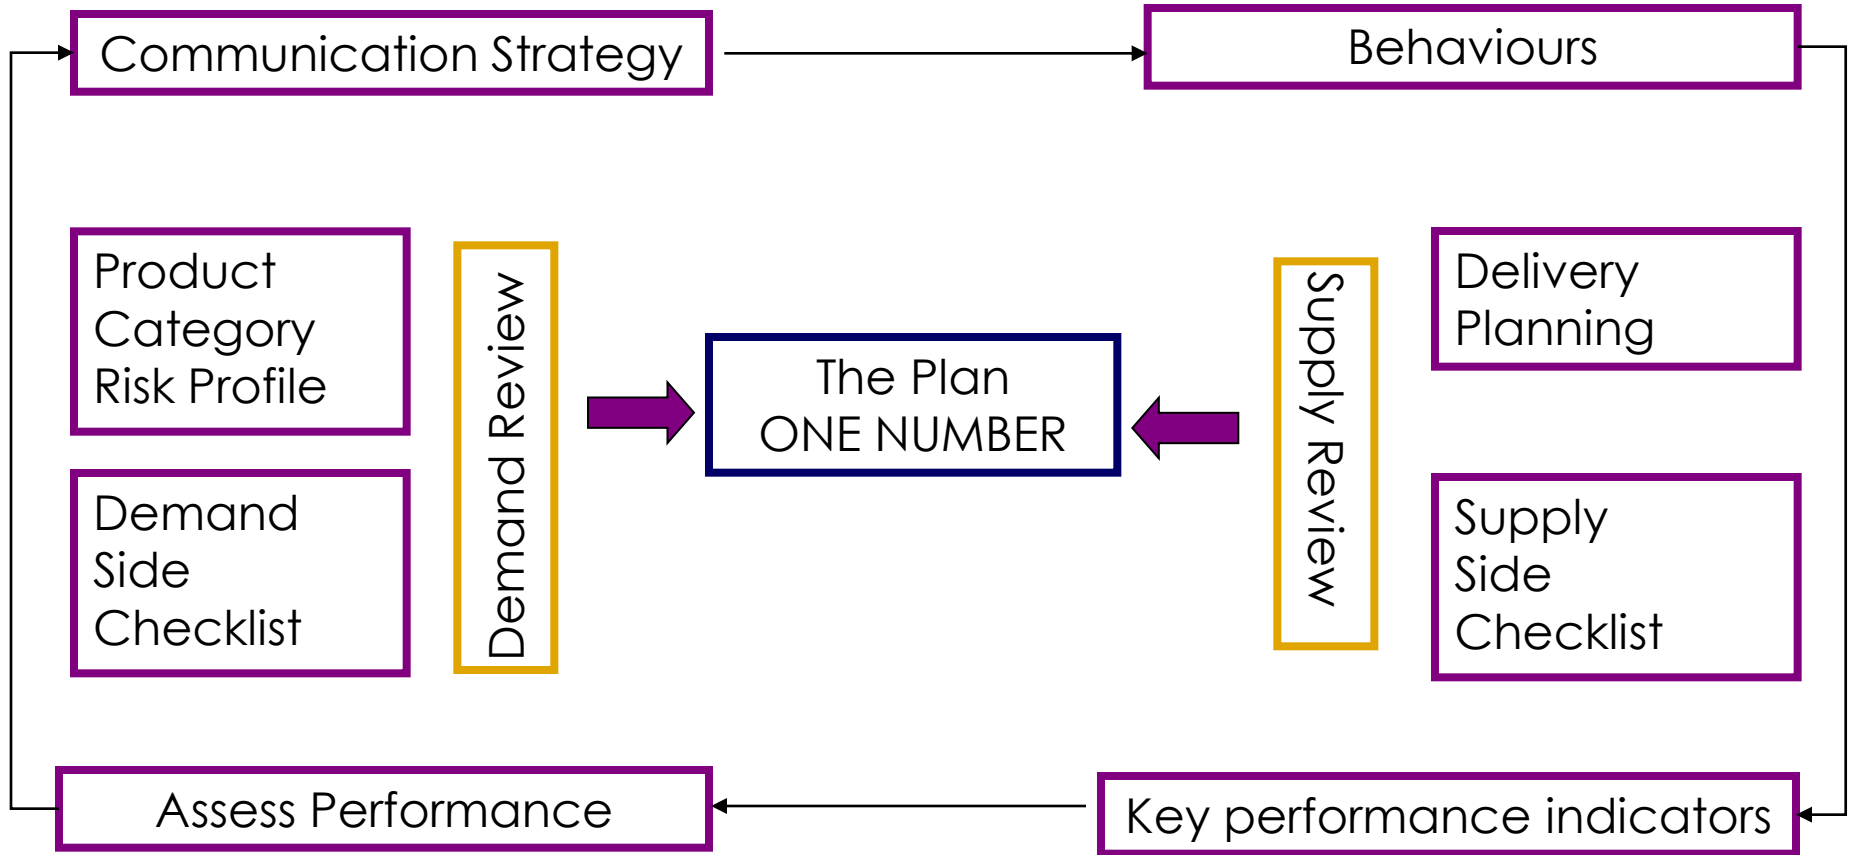 Communication Strategy
Behaviours
Product
Category
Risk Profile
Demand
Side
Checklist
Demand Review
The Plan
ONE NUMBER
Supply Review
Delivery
Planning
Supply
Side
Checklist
Assess Performance
Key performance indicators